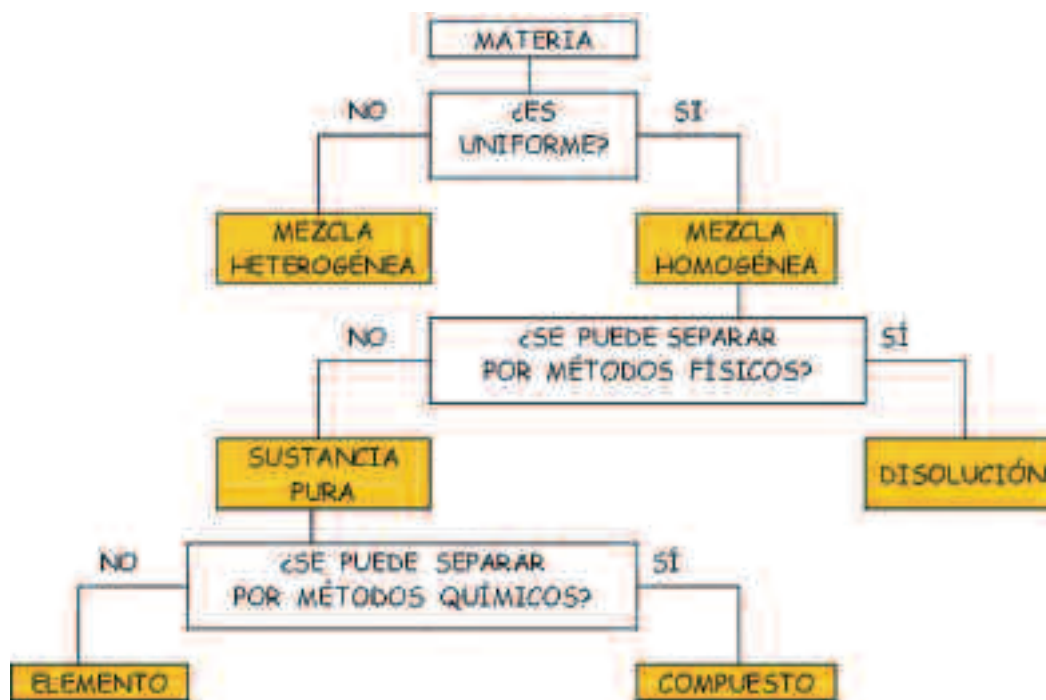 MATERIA
NO
¿ES
UNIFORME?
SI
MEZCLA
HETEROGÉNEA
MEZCLA
HOMOGÉNEA
NO
¿SE PUEDE SEPARAR
POR MÉTODOS FÍSICOS?
SÍ
SUSTANCIA
PURA
DISOLUCIÓN
NO
¿SE PUEDE SEPARAR
POR MÉTODOS QUÍMICOS?
SÍ
ELEMENTO
COMPUESTO